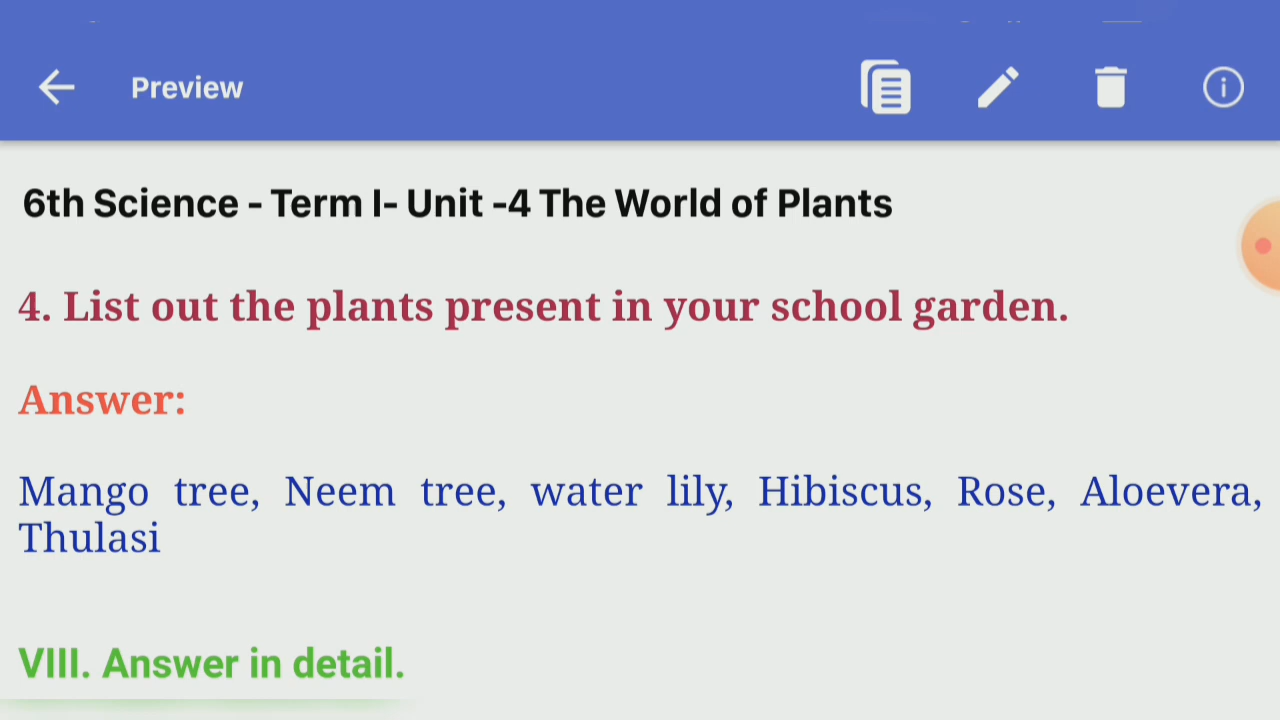 Preview
6th Science - Term I- Unit -4 The World of Plants
4. List out the plants present in your school garden.
Answer:
Mango tree, Neem tree, water lily, Hibiscus, Rose, Aloevera,
Thulasi
VIII. Answer in detail.